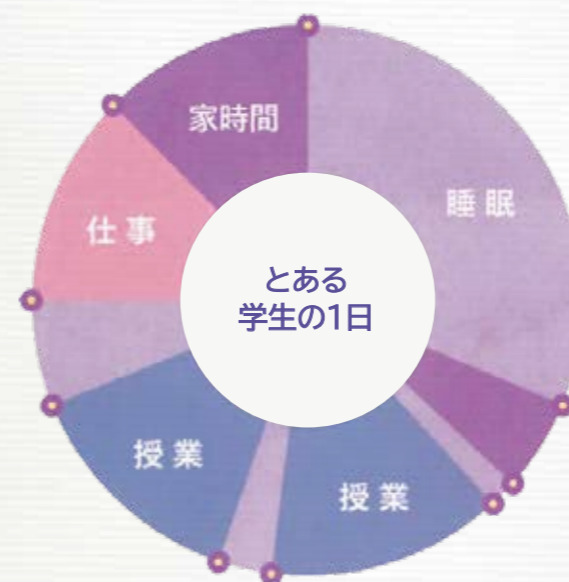 家時間
睡眠
仕事
とある
学生の1日
授業
授業